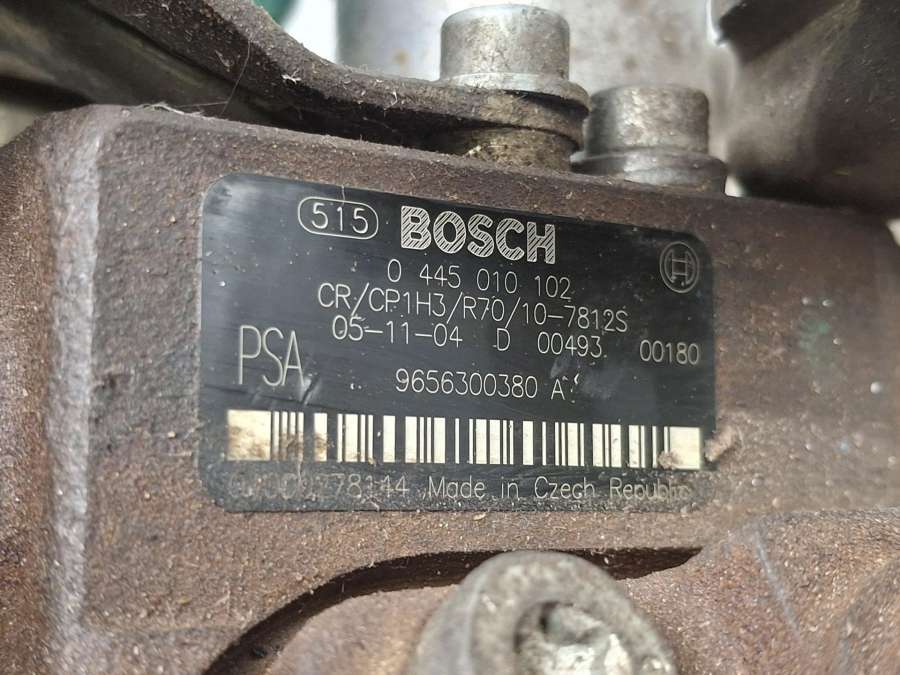 515 BOSCH
0 445 010 102
CR/CP1H3/R70/10-7812S
05-11-04 D 00493 00180
PSA
9656300380 A
Made in Czech Republic